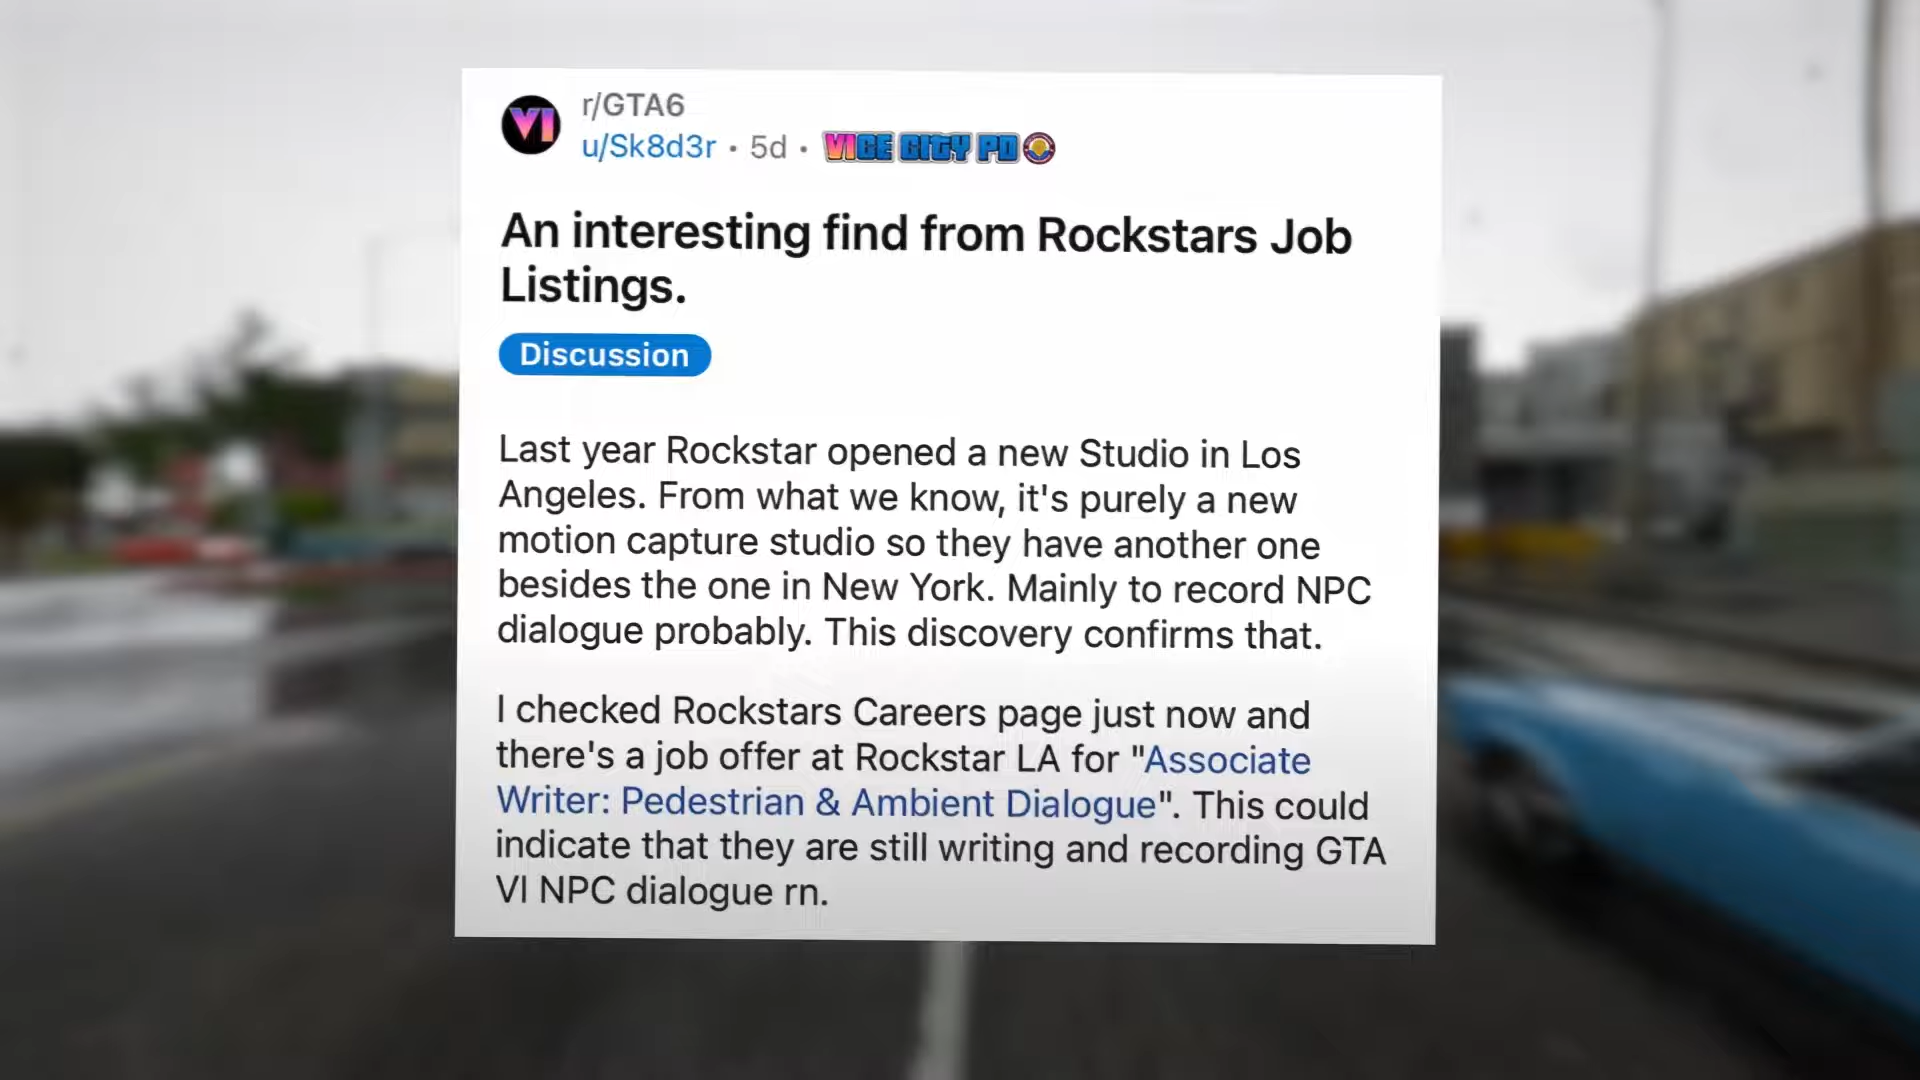 VI
r/GTA6
u/Sk8d3r · 5d · VICE CITY PD
An interesting find from Rockstars Job
Listings.
Discussion
Last year Rockstar opened a new Studio in Los
Angeles. From what we know, it's purely a new
motion capture studio so they have another one
besides the one in New York. Mainly to record NPC
dialogue probably. This discovery confirms that.
I checked Rockstars Careers page just now and
there's a job offer at Rockstar LA for "Associate
Writer: Pedestrian & Ambient Dialogue". This could
indicate that they are still writing and recording GTA
VI NPC dialogue rn.